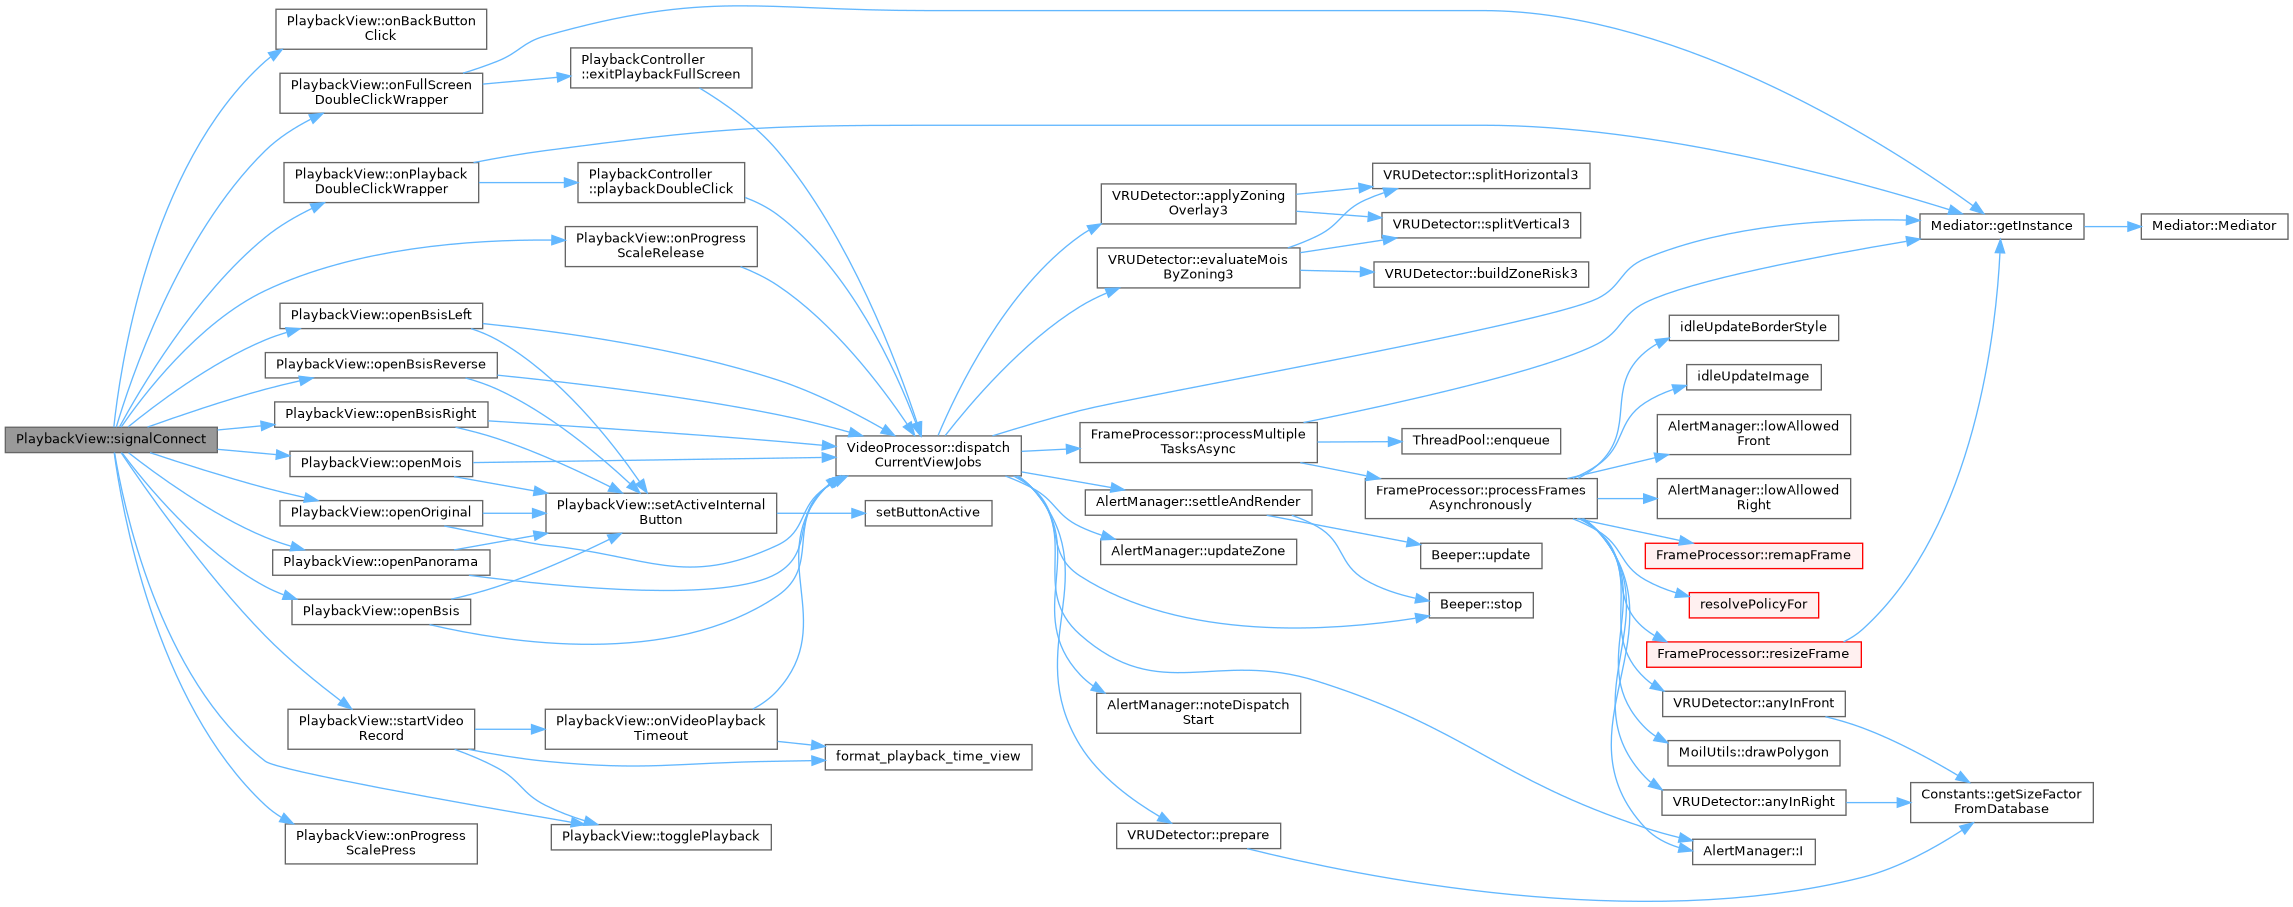 PlaybackView::signalConnect
PlaybackView::onBackButton
Click
PlaybackView::onFullScreen
DoubleClickWrapper
PlaybackView::onPlayback
DoubleClickWrapper
PlaybackView::onProgress
ScaleRelease
PlaybackView::openBsisLeft
PlaybackView::openBsisReverse
PlaybackView::openBsisRight
PlaybackView::openMois
PlaybackView::openOriginal
PlaybackView::openPanorama
PlaybackView::openBsis
PlaybackView::startVideo
Record
PlaybackView::onProgress
ScalePress
PlaybackController
::exitPlaybackFullScreen
PlaybackController
::playbackDoubleClick
PlaybackView::setActiveInternal
Button
PlaybackView::onVideoPlayback
Timeout
PlaybackView::togglePlayback
VideoProcessor::dispatch
CurrentViewJobs
setButtonActive
format_playback_time_view
VRUDetector::applyZoning
Overlay3
VRUDetector::evaluateMois
ByZoning3
FrameProcessor::processMultiple
TasksAsync
AlertManager::settleAndRender
AlertManager::updateZone
AlertManager::noteDispatch
Start
VRUDetector::prepare
VRUDetector::splitHorizontal3
VRUDetector::splitVertical3
VRUDetector::buildZoneRisk3
ThreadPool::enqueue
FrameProcessor::processFrames
Asynchronously
Beeper::update
Beeper::stop
idleUpdateBorderStyle
idleUpdateImage
AlertManager::lowAllowed
Front
AlertManager::lowAllowed
Right
FrameProcessor::remapFrame
resolvePolicyFor
FrameProcessor::resizeFrame
VRUDetector::anyInFront
MoilUtils::drawPolygon
VRUDetector::anyInRight
AlertManager::I
Mediator::getInstance
Constants::getSizeFactor
FromDatabase
Mediator::Mediator